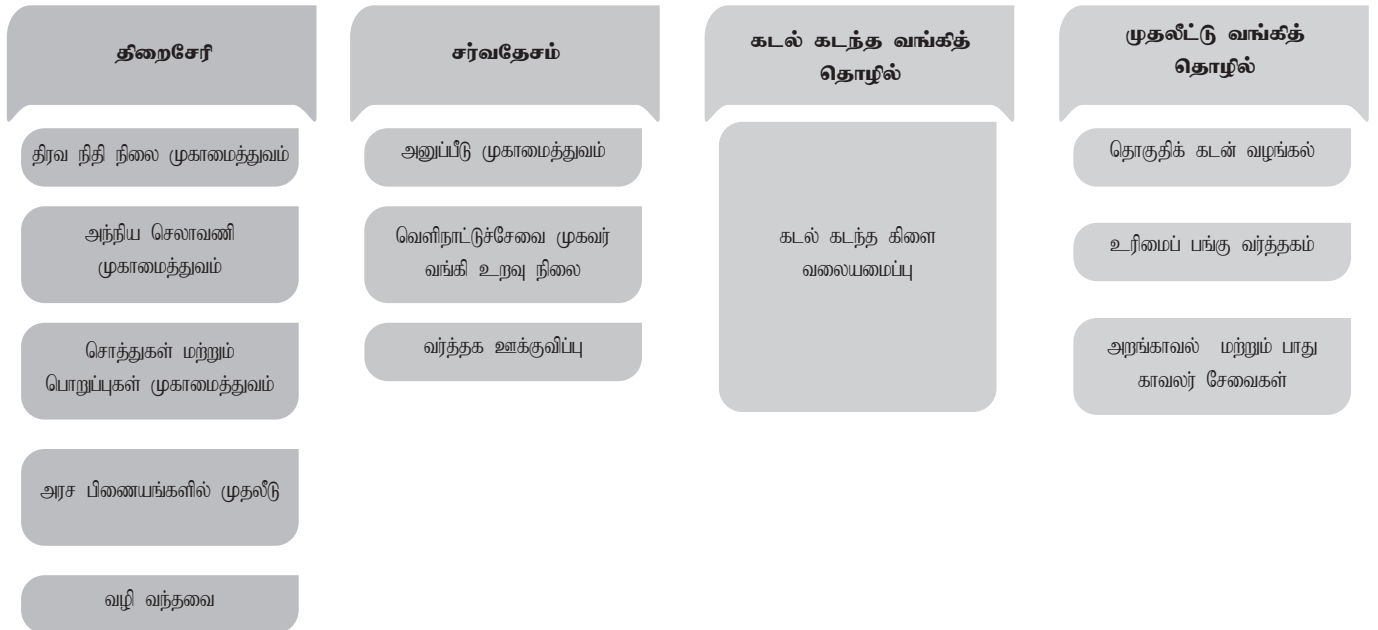 திறைசேரி
திரவ நிதி நிலை முகாமைத்துவம்
அந்நிய செலாவணி
முகாமைத்துவம்
சொத்துகள் மற்றும்
பொறுப்புகள் முகாமைத்துவம்
அரச பிணையங்களில் முதலீடு
வழி வந்தவை
சர்வதேசம்
அனுப்பீடு முகாமைத்துவம்
வெளிநாட்டுச்சேவை முகவர்
வங்கி உறவு நிலை
வர்த்தக ஊக்குவிப்பு
கடல் கடந்த வங்கித்
தொழில்
கடல் கடந்த கிளை
வலையமைப்பு
முதலீட்டு வங்கித்
தொழில்
தொகுதிக் கடன் வழங்கல்
உரிமைப் பங்கு வர்த்தகம்
அறங்காவல் மற்றும் பாது
காவலர் சேவைகள்